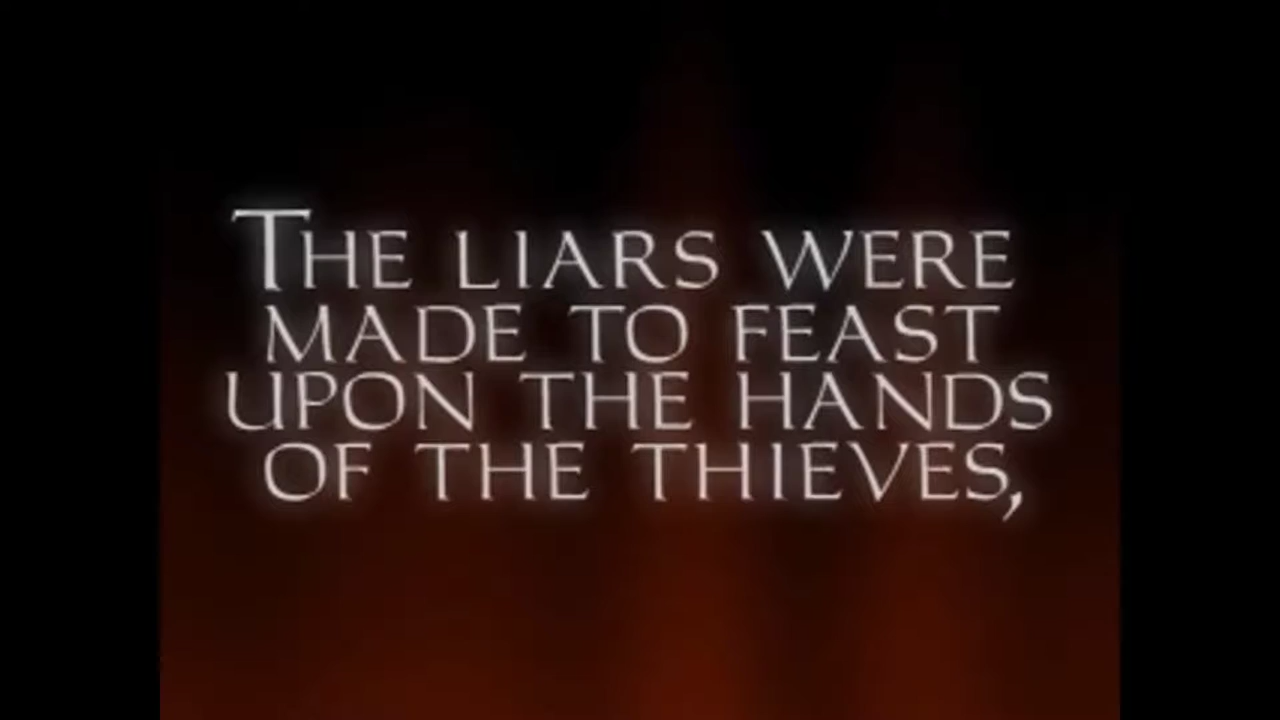 The liars were
made to feast
upon the hands
of the thieves,